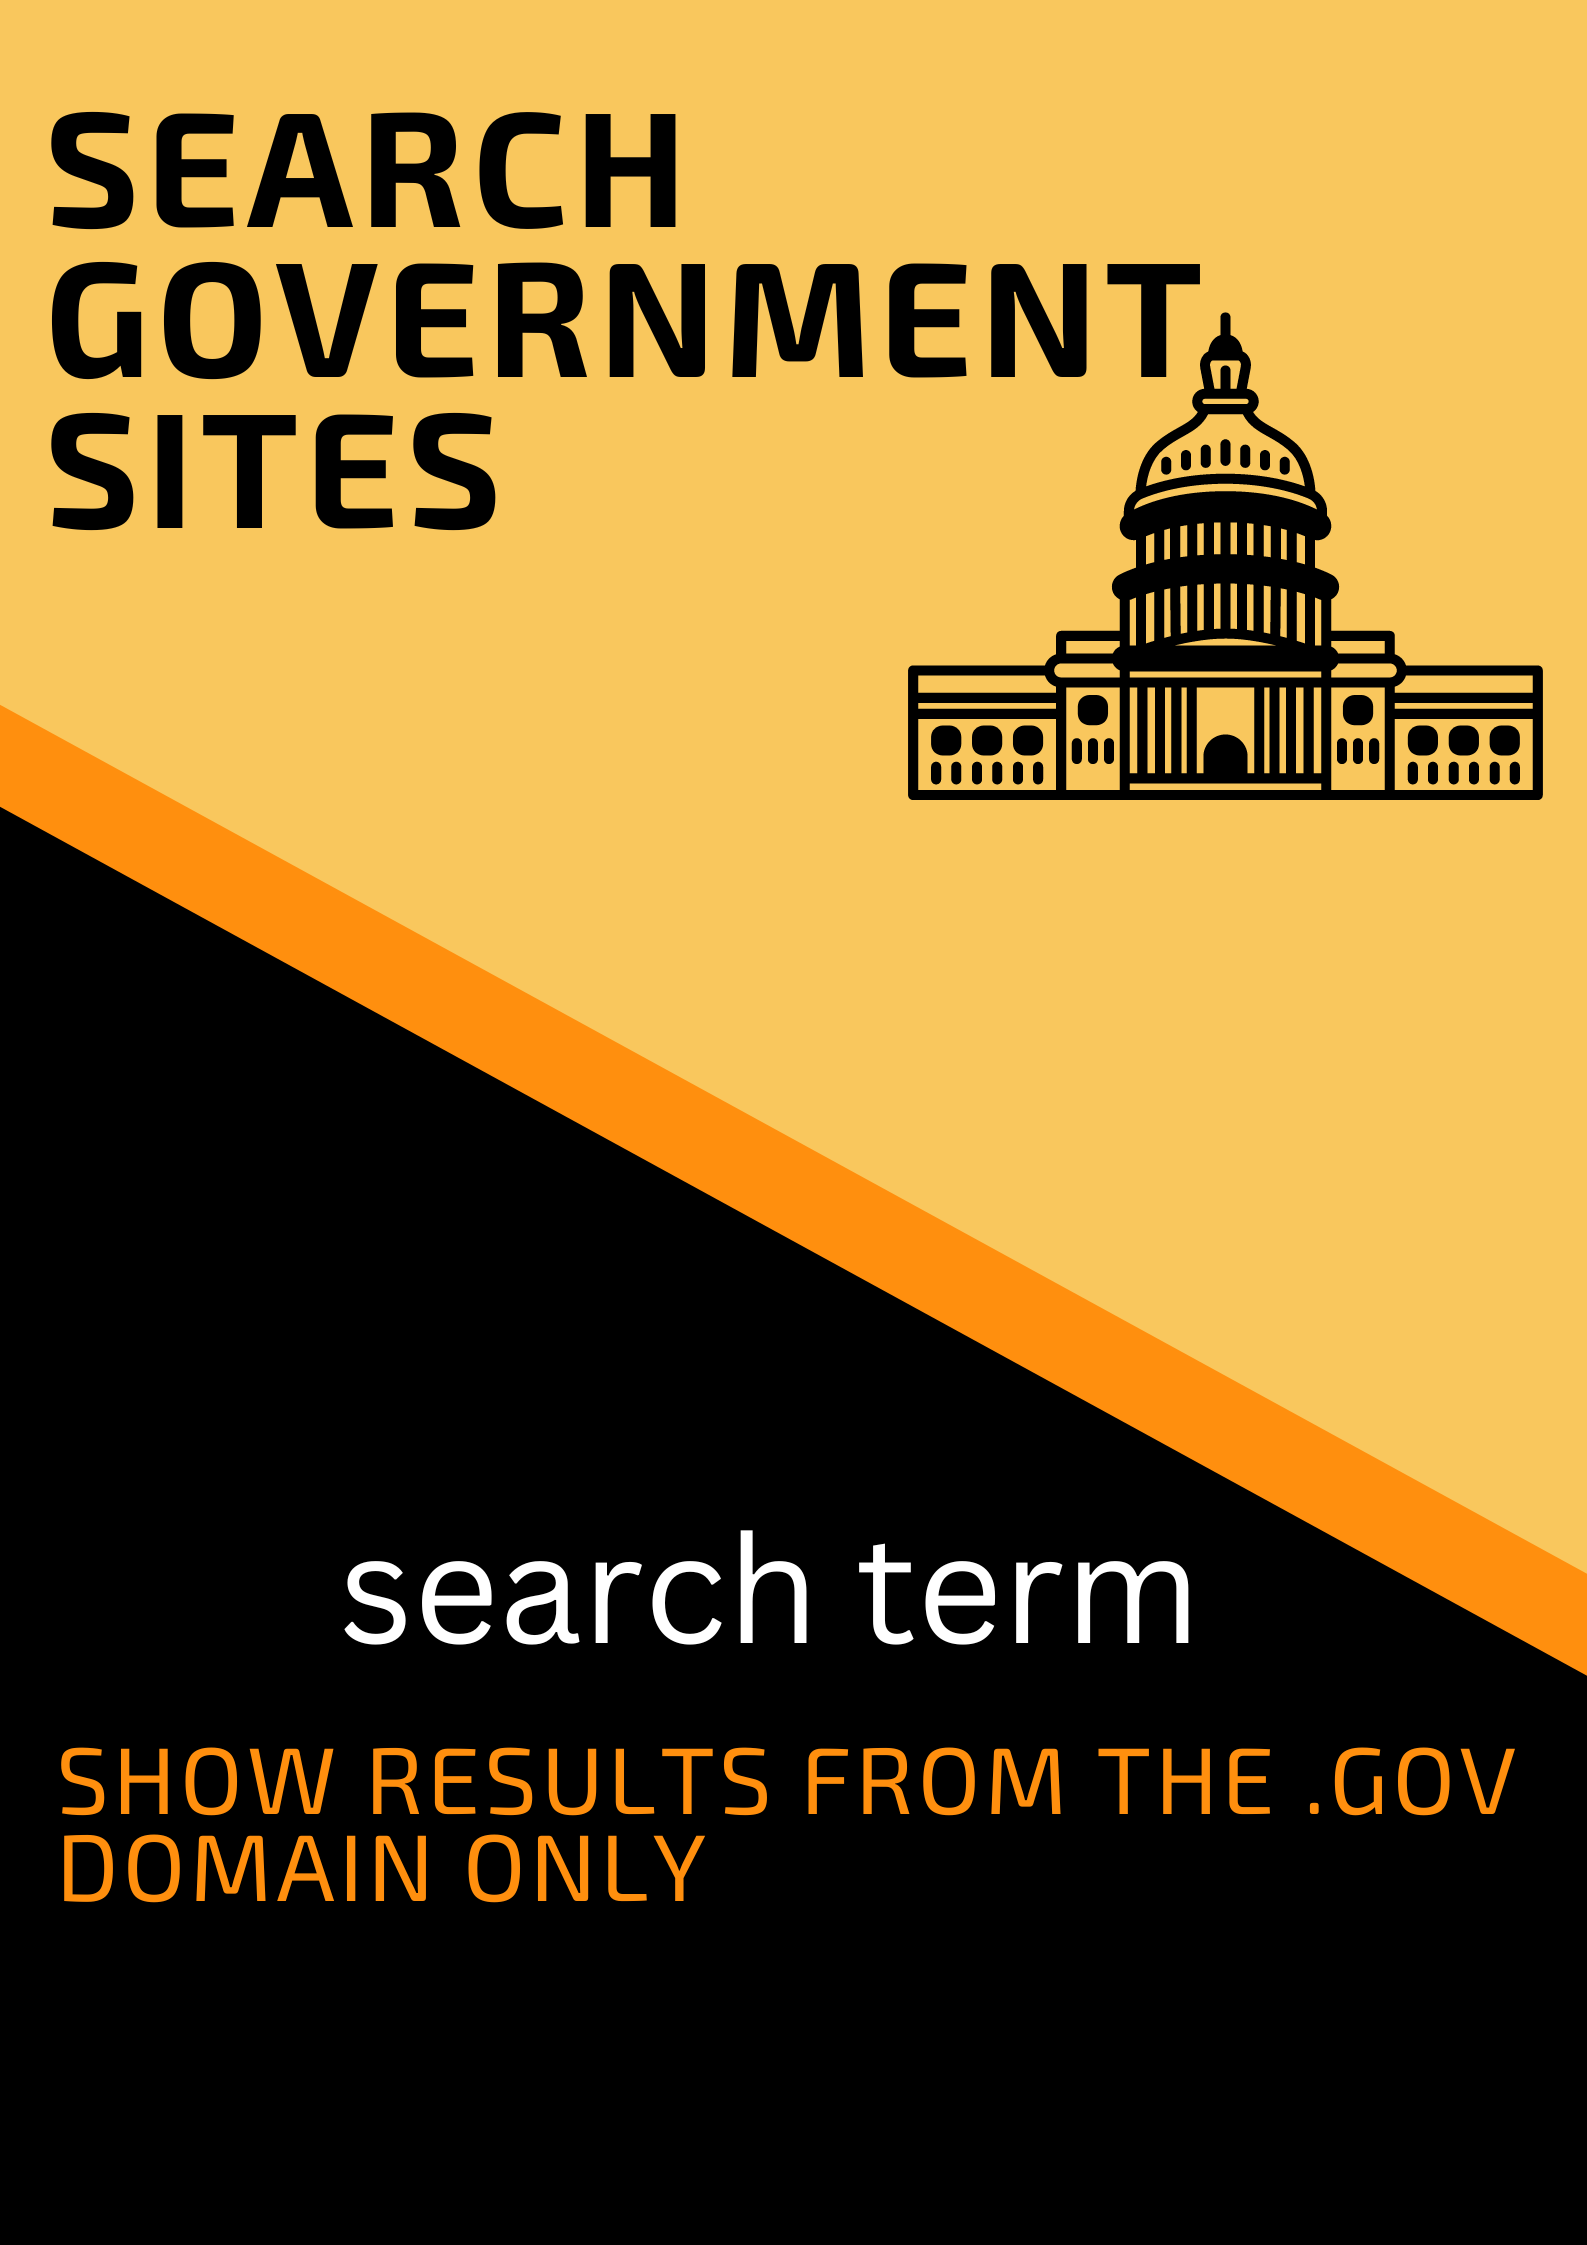 SEARCH
GOVERNMENT
SITES
search term
SHOW RESULTS FROM THE .GOV
DOMAIN ONLY